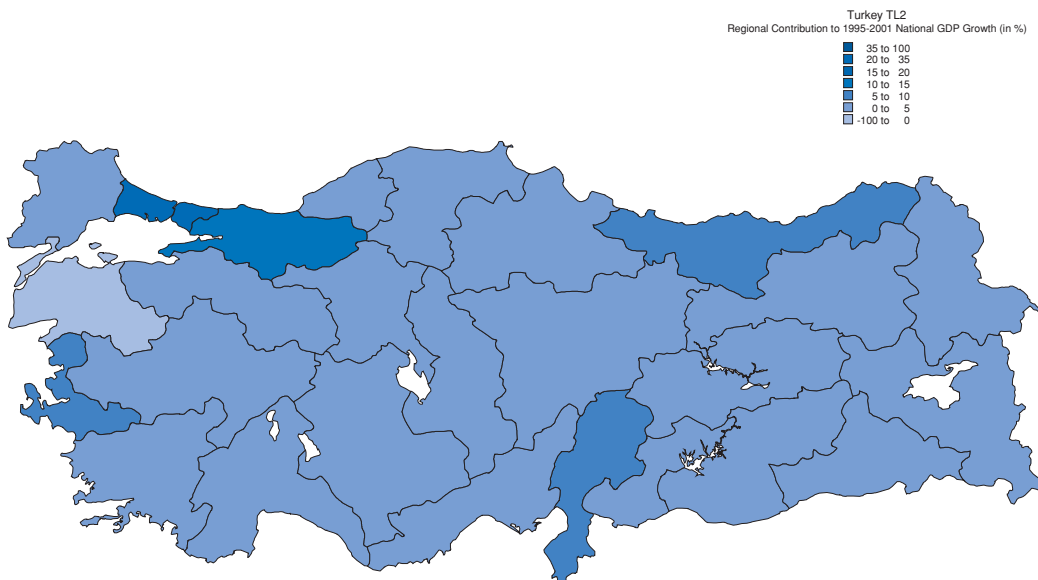 Turkey TL2
Regional Contribution to 1995-2001 National GDP Growth (in %)
35 to 100
20 to 35
15 to 20
10 to 15
5 to 10
0 to 5
-100 to 0